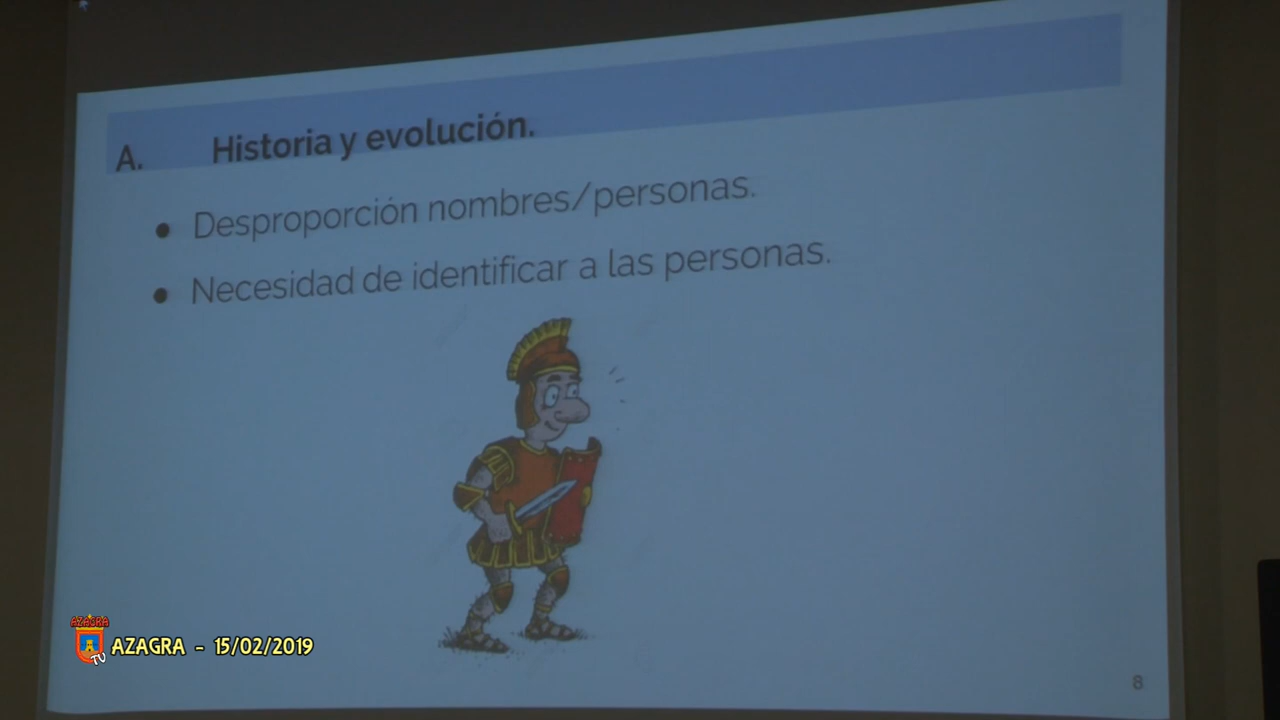 A. Historia y evolución.
● Desproporción nombres/personas.
● Necesidad de identificar a las personas.
AZAGRA
TV
AZAGRA - 15/02/2019
8